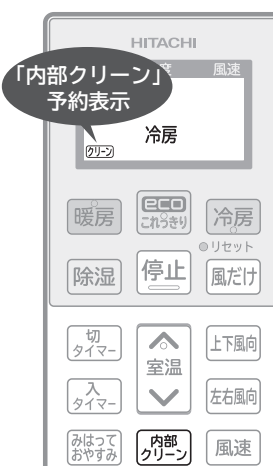 HITACHI
「内部クリーン」
予約表示
度 風速
冷房
クリーン
暖房 eco これっきり 冷房
リセット
除湿 停止 風だけ
切タイマー 室温 上下風向
入タイマー 左右風向
みはっておやすみ 内部クリーン 風速